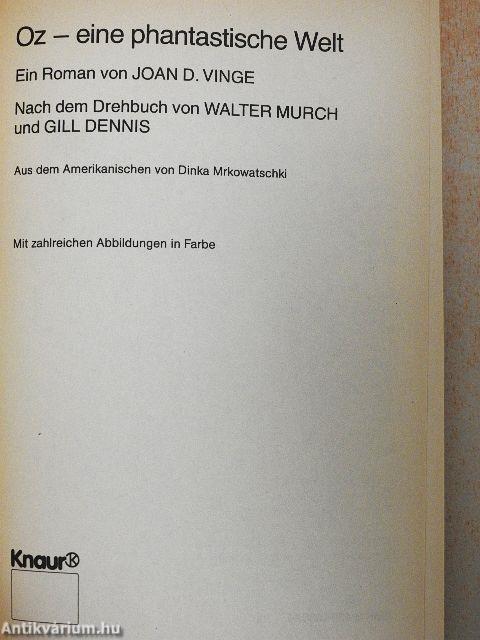 Oz – eine phantastische Welt
Ein Roman von JOAN D. VINGE
Nach dem Drehbuch von WALTER MURCH
und GILL DENNIS
Aus dem Amerikanischen von Dinka Mrkowatschki
Mit zahlreichen Abbildungen in Farbe
Knaur K
Antikvárium.hu